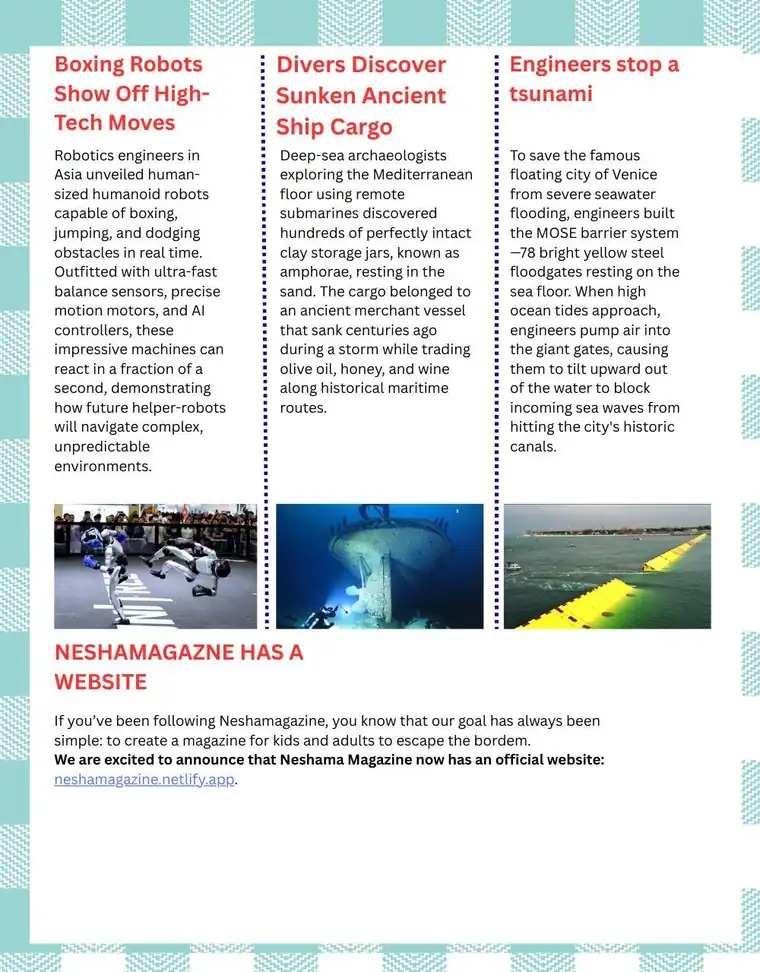 Boxing Robots
Show Off High-
Tech Moves
Robotics engineers in
Asia unveiled human-
sized humanoid robots
capable of boxing,
jumping, and dodging
obstacles in real time.
Outfitted with ultra-fast
balance sensors, precise
motion motors, and AI
controllers, these
impressive machines can
react in a fraction of a
second, demonstrating
how future helper-robots
will navigate complex,
unpredictable
environments.
Divers Discover
Sunken Ancient
Ship Cargo
Deep-sea archaeologists
exploring the Mediterranean
floor using remote
submarines discovered
hundreds of perfectly intact
clay storage jars, known as
amphorae, resting in the
sand. The cargo belonged to
an ancient merchant vessel
that sank centuries ago
during a storm while trading
olive oil, honey, and wine
along historical maritime
routes.
Engineers stop a
tsunami
To save the famous
floating city of Venice
from severe seawater
flooding, engineers built
the MOSE barrier system
—78 bright yellow steel
floodgates resting on the
sea floor. When high
ocean tides approach,
engineers pump air into
the giant gates, causing
them to tilt upward out
of the water to block
incoming sea waves from
hitting the city's historic
canals.
NESHAMAGAZNE HAS A
WEBSITE
If you’ve been following Neshamagazine, you know that our goal has always been
simple: to create a magazine for kids and adults to escape the bordem.
We are excited to announce that Neshama Magazine now has an official website:
neshamagazine.netlify.app.